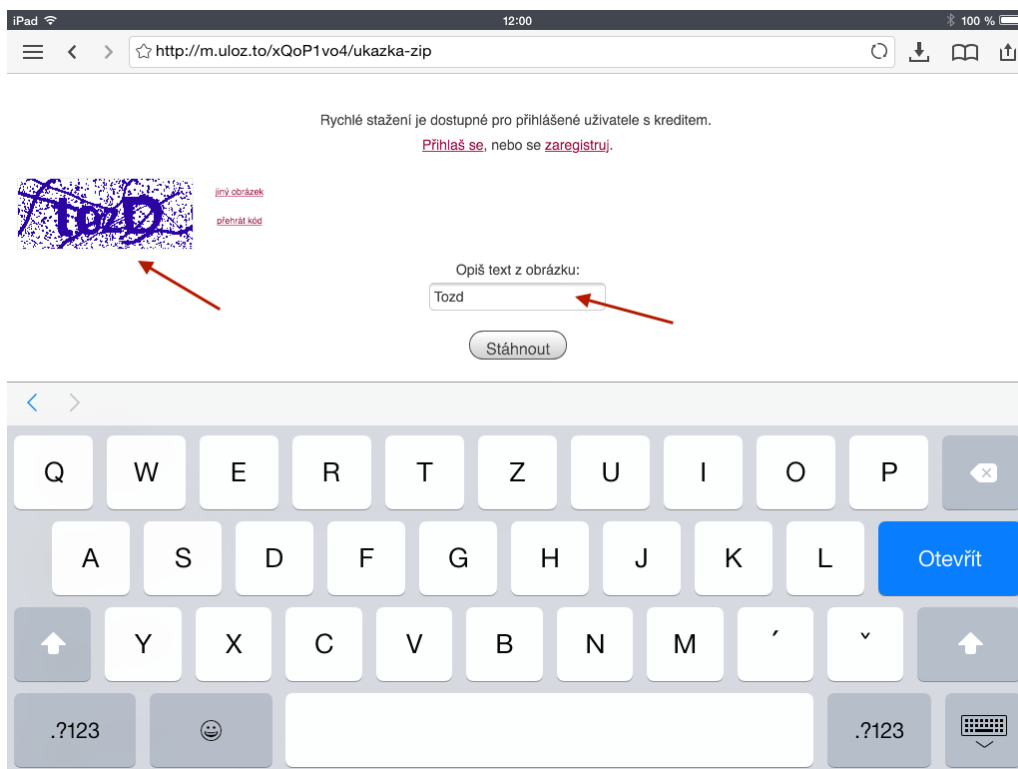 iPad 12:00 100 %
http://m.uloz.to/xQoP1vo4/ukazka-zip
Rychlé stažení je dostupné pro přihlášené uživatele s kreditem.
Přihlaš se, nebo se zaregistruj.
tozD
jiný obrázek
přehrát kód
Opiš text z obrázku:
Tozd
Stáhnout
Q W E R T Z U I O P
A S D F G H J K L Otevřít
Y X C V B N M ´ ˇ
.?123 .?123